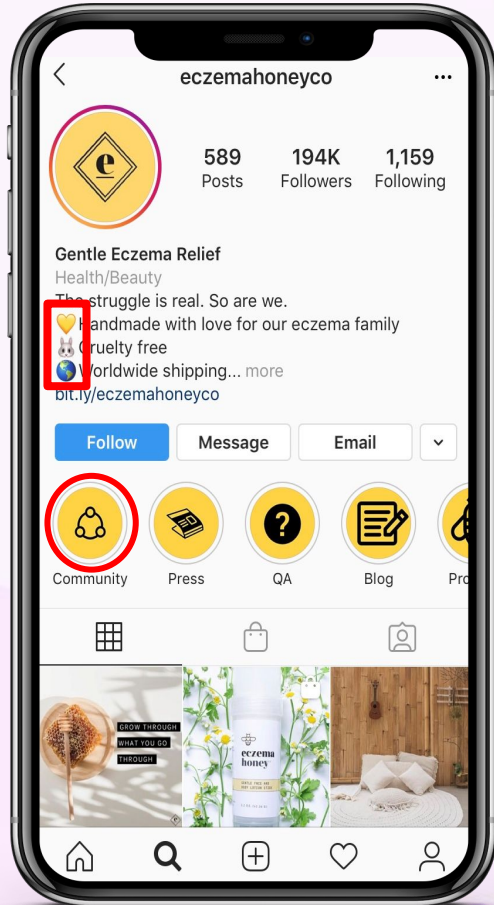 eczemahoneyco
e
589 194K 1,159
Posts Followers Following
Gentle Eczema Relief
Health/Beauty
The struggle is real. So are we.
💛 Handmade with love for our eczema family
🐰 Cruelty free
🌎 Worldwide shipping... more
bit.ly/eczemahoneyco
Follow Message Email
?
Community Press QA Blog Pro
GROW THROUGH
WHAT YOU GO
THROUGH
eczema
honey